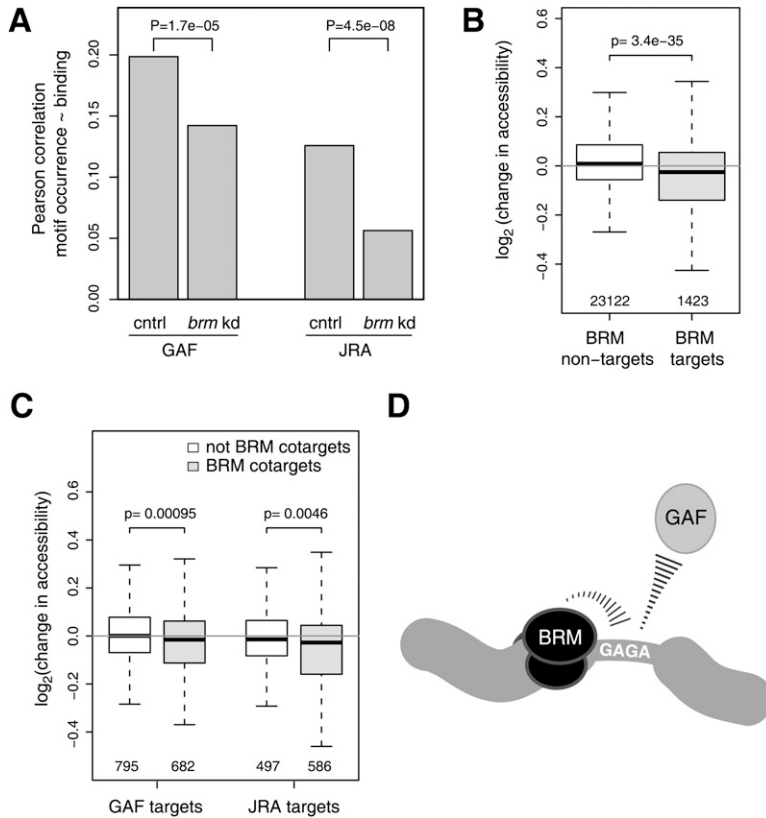 A
P=1.7e−05
P=4.5e−08
Pearson correlation
motif occurrence ~ binding
0.20
0.15
0.10
0.05
0.00
cntrl
brm kd
cntrl
brm kd
GAF
JRA
B
p= 3.4e−35
log2 (change in accessibility)
0.6
0.4
0.2
0.0
−0.2
−0.4
23122
1423
BRM
non−targets
BRM
targets
C
not BRM cotargets
BRM cotargets
p= 0.00095
p= 0.0046
log2(change in accessibility)
0.6
0.4
0.2
0.0
−0.2
−0.4
795
682
497
586
GAF targets
JRA targets
D
GAF
BRM
GAGA